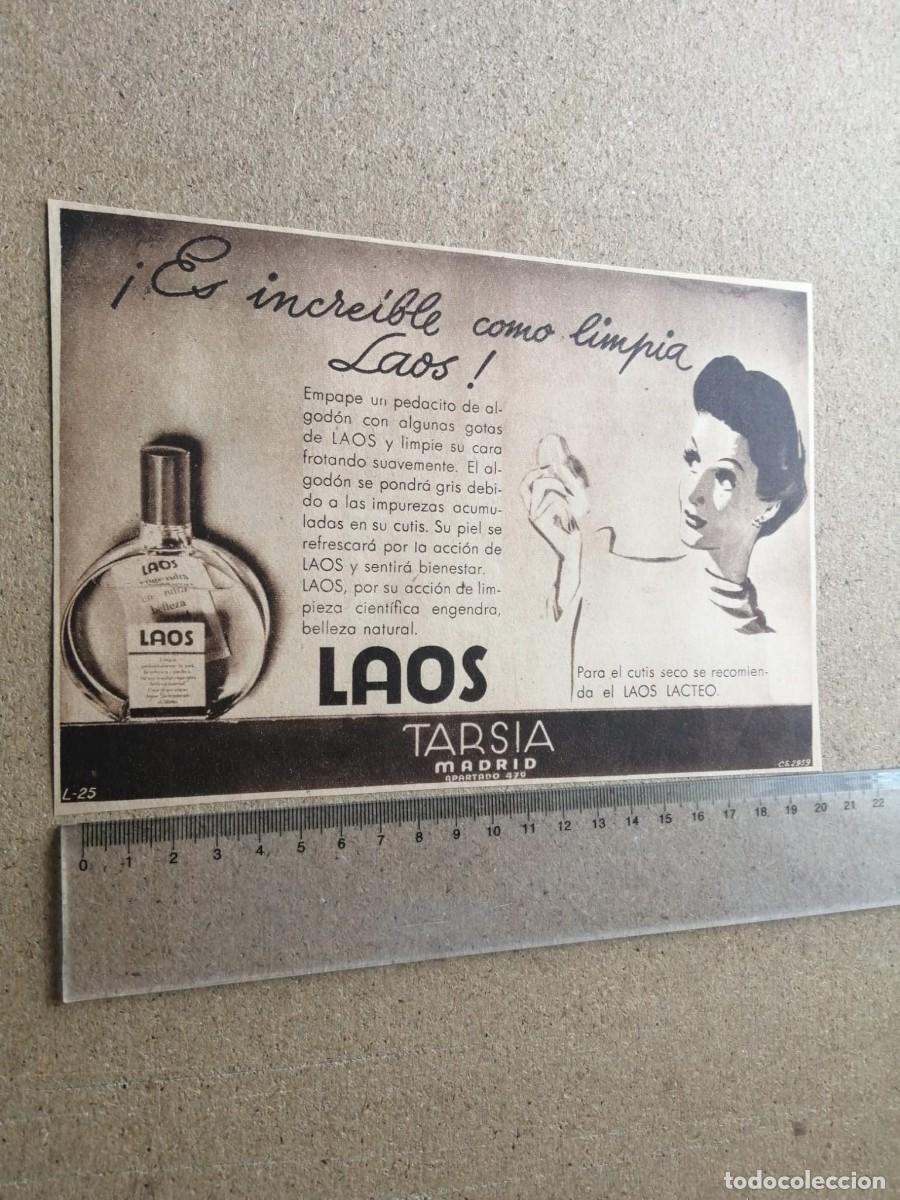 ¡Es increíble como limpia
Laos!
Empape un pedacito de al-
godón con algunas gotas
de LAOS y limpie su cara
frotando suavemente. El al-
godón se pondrá gris debi-
do a las impurezas acumu-
ladas en su cutis. Su piel se
refrescará por la acción de
LAOS y sentirá bienestar.
LAOS, por su acción de lim-
pieza científica engendra,
belleza natural.
LAOS
belleza
LAOS
LAOS
Para el cutis seco se recomien-
da el LAOS LACTEO.
TARSIA
MADRID
APARTADO 479
L-25
CS.2959
0 1 2 3 4 5 6 7 8 9 10 11 12 13 14 15 16 17 18 19 20 21 22
todocoleccion